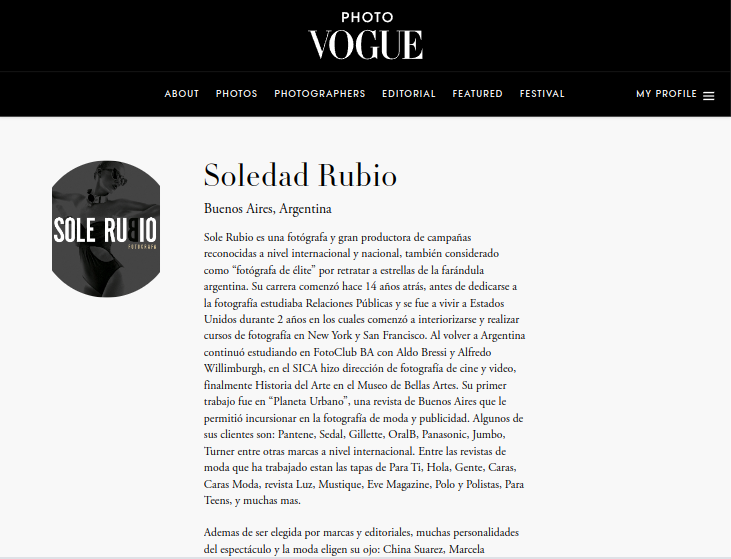 PHOTO
VOGUE
ABOUT PHOTOS PHOTOGRAPHERS EDITORIAL FEATURED FESTIVAL MY PROFILE
SOLE RUBIO
FOTÓGRAFA
Soledad Rubio
Buenos Aires, Argentina
Sole Rubio es una fotógrafa y gran productora de campañas
reconocidas a nivel internacional y nacional, también considerado
como “fotógrafa de élite” por retratar a estrellas de la farándula
argentina. Su carrera comenzó hace 14 años atrás, antes de dedicarse a
la fotografía estudiaba Relaciones Públicas y se fue a vivir a Estados
Unidos durante 2 años en los cuales comenzó a interiorizarse y realizar
cursos de fotografía en New York y San Francisco. Al volver a Argentina
continuó estudiando en FotoClub BA con Aldo Bressi y Alfredo
Willimburgh, en el SICA hizo dirección de fotografía de cine y video,
finalmente Historia del Arte en el Museo de Bellas Artes. Su primer
trabajo fue en “Planeta Urbano”, una revista de Buenos Aires que le
permitió incursionar en la fotografía de moda y publicidad. Algunos de
sus clientes son: Pantene, Sedal, Gillette, OralB, Panasonic, Jumbo,
Turner entre otras marcas a nivel internacional. Entre las revistas de
moda que ha trabajado estan las tapas de Para Ti, Hola, Gente, Caras,
Caras Moda, revista Luz, Mustique, Eve Magazine, Polo y Polistas, Para
Teens, y muchas mas.
Ademas de ser elegida por marcas y editoriales, muchas personalidades
del espectáculo y la moda eligen su ojo: China Suarez, Marcela